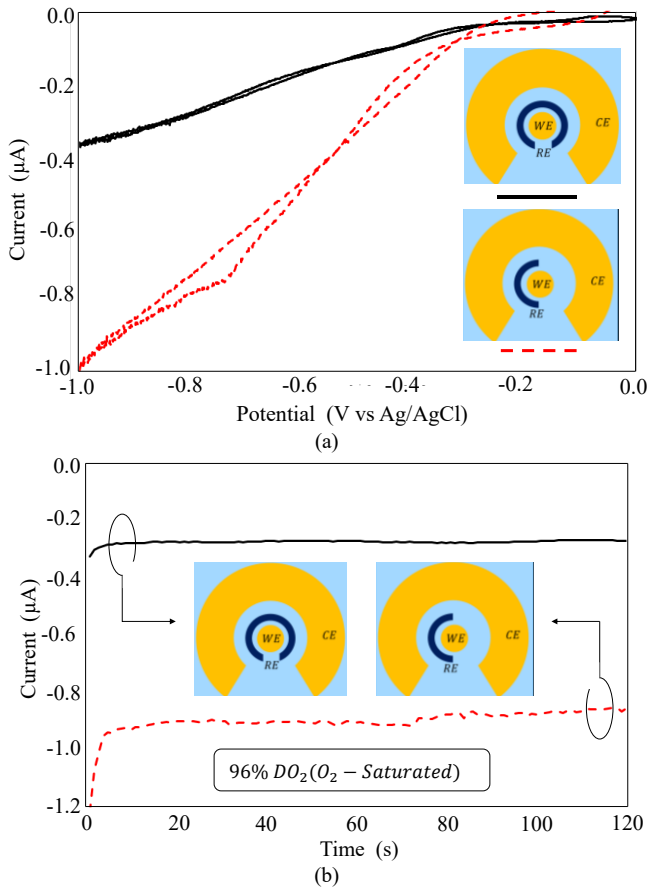 0.0
-0.2
-0.4
-0.6
-0.8
-1.0
Current (μA)
WE
CE
RE
WE
CE
RE
-1.0
-0.8
-0.6
-0.4
-0.2
0.0
Potential (V vs Ag/AgCl)
(a)
0.0
-0.2
-0.4
-0.6
-0.8
-1.0
-1.2
Current (μA)
WE
CE
RE
WE
CE
RE
96% DO₂(O₂ − Saturated)
0
20
40
60
80
100
120
Time (s)
(b)